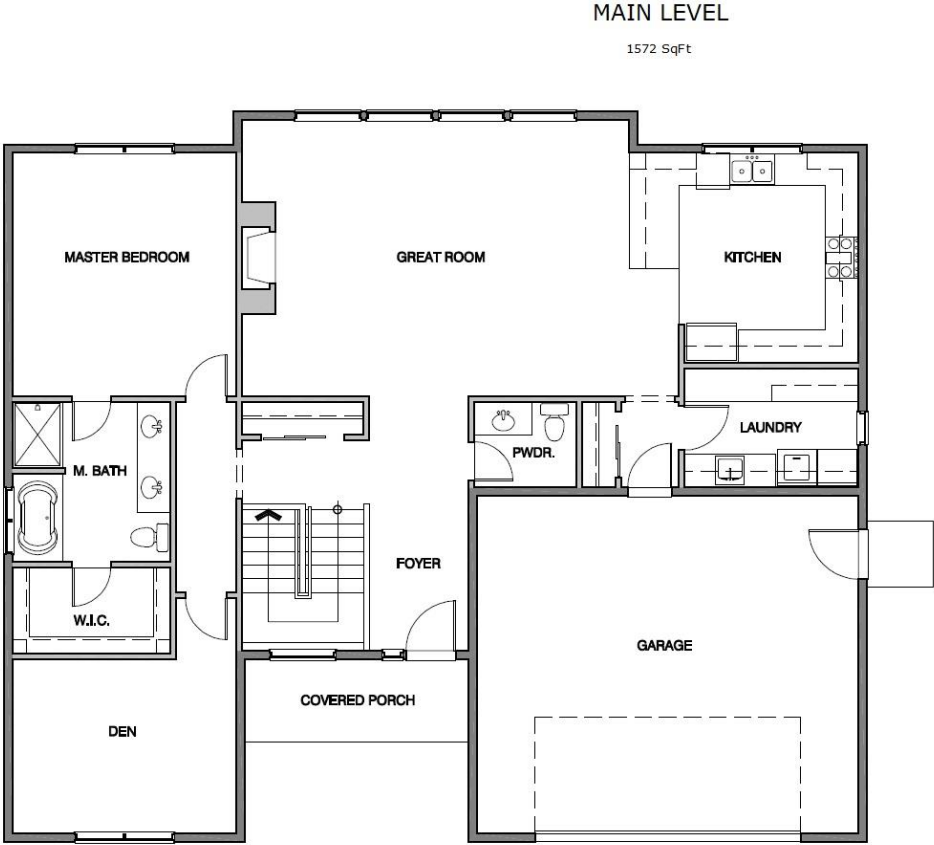 MAIN LEVEL
1572 SqFt
MASTER BEDROOM
GREAT ROOM
KITCHEN
M. BATH
PWDR.
LAUNDRY
W.I.C.
FOYER
GARAGE
COVERED PORCH
DEN